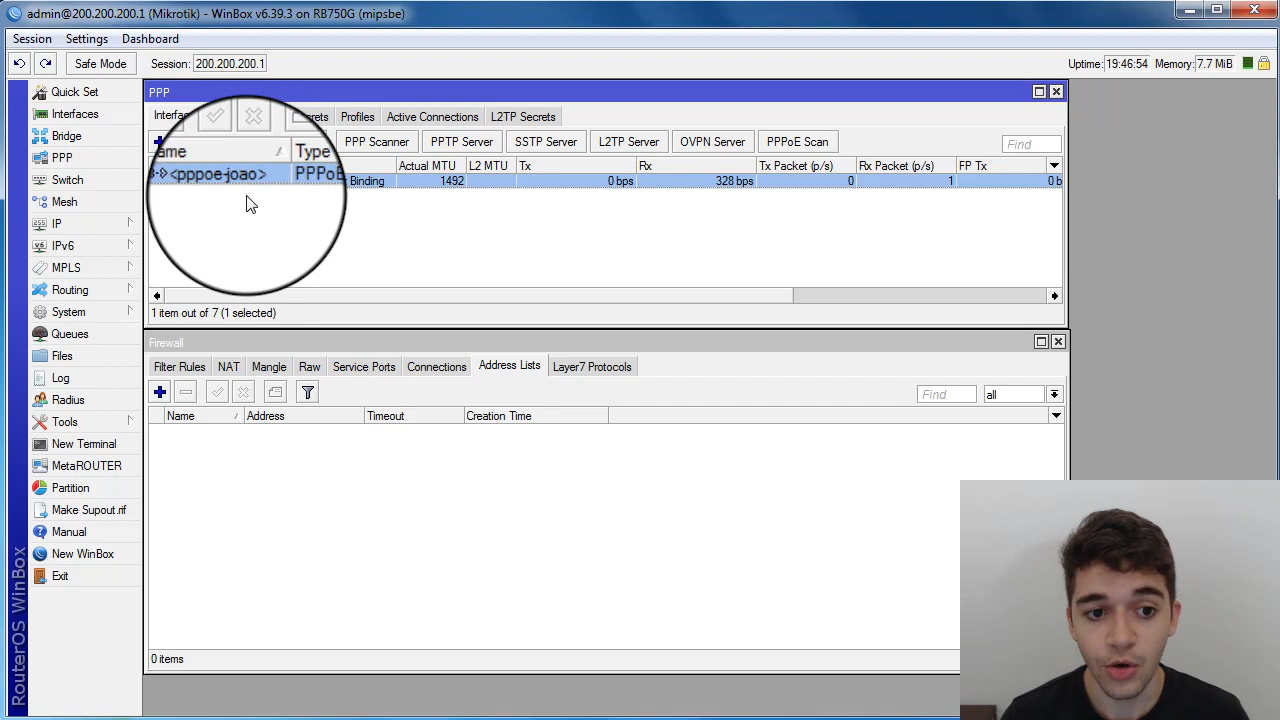 admin@200.200.200.1 (Mikrotik) - WinBox v6.39.3 on RB750G (mipsbe)
Session Settings Dashboard
Safe Mode Session: 200.200.200.1 Uptime: 19:46:54 Memory: 7.7 MiB
Quick Set
Interfaces
Bridge
PPP
Switch
Mesh
IP
IPv6
MPLS
Routing
System
Queues
Files
Log
Radius
Tools
New Terminal
MetaROUTER
Partition
Make Supout.rif
Manual
New WinBox
Exit
RouterOS WinBox
PPP
Profiles Active Connections L2TP Secrets
PPP Scanner PPTP Server SSTP Server L2TP Server OVPN Server PPPoE Scan Find
Type Actual MTU L2 MTU Tx Rx Tx Packet (p/s) Rx Packet (p/s) FP Tx
<pppoe-joao> Binding 1492 0 bps 328 bps 0 1 0 b
1 item out of 7 (1 selected)
Firewall
Filter Rules NAT Mangle Raw Service Ports Connections Address Lists Layer7 Protocols
Find all
Name Address Timeout Creation Time
0 items